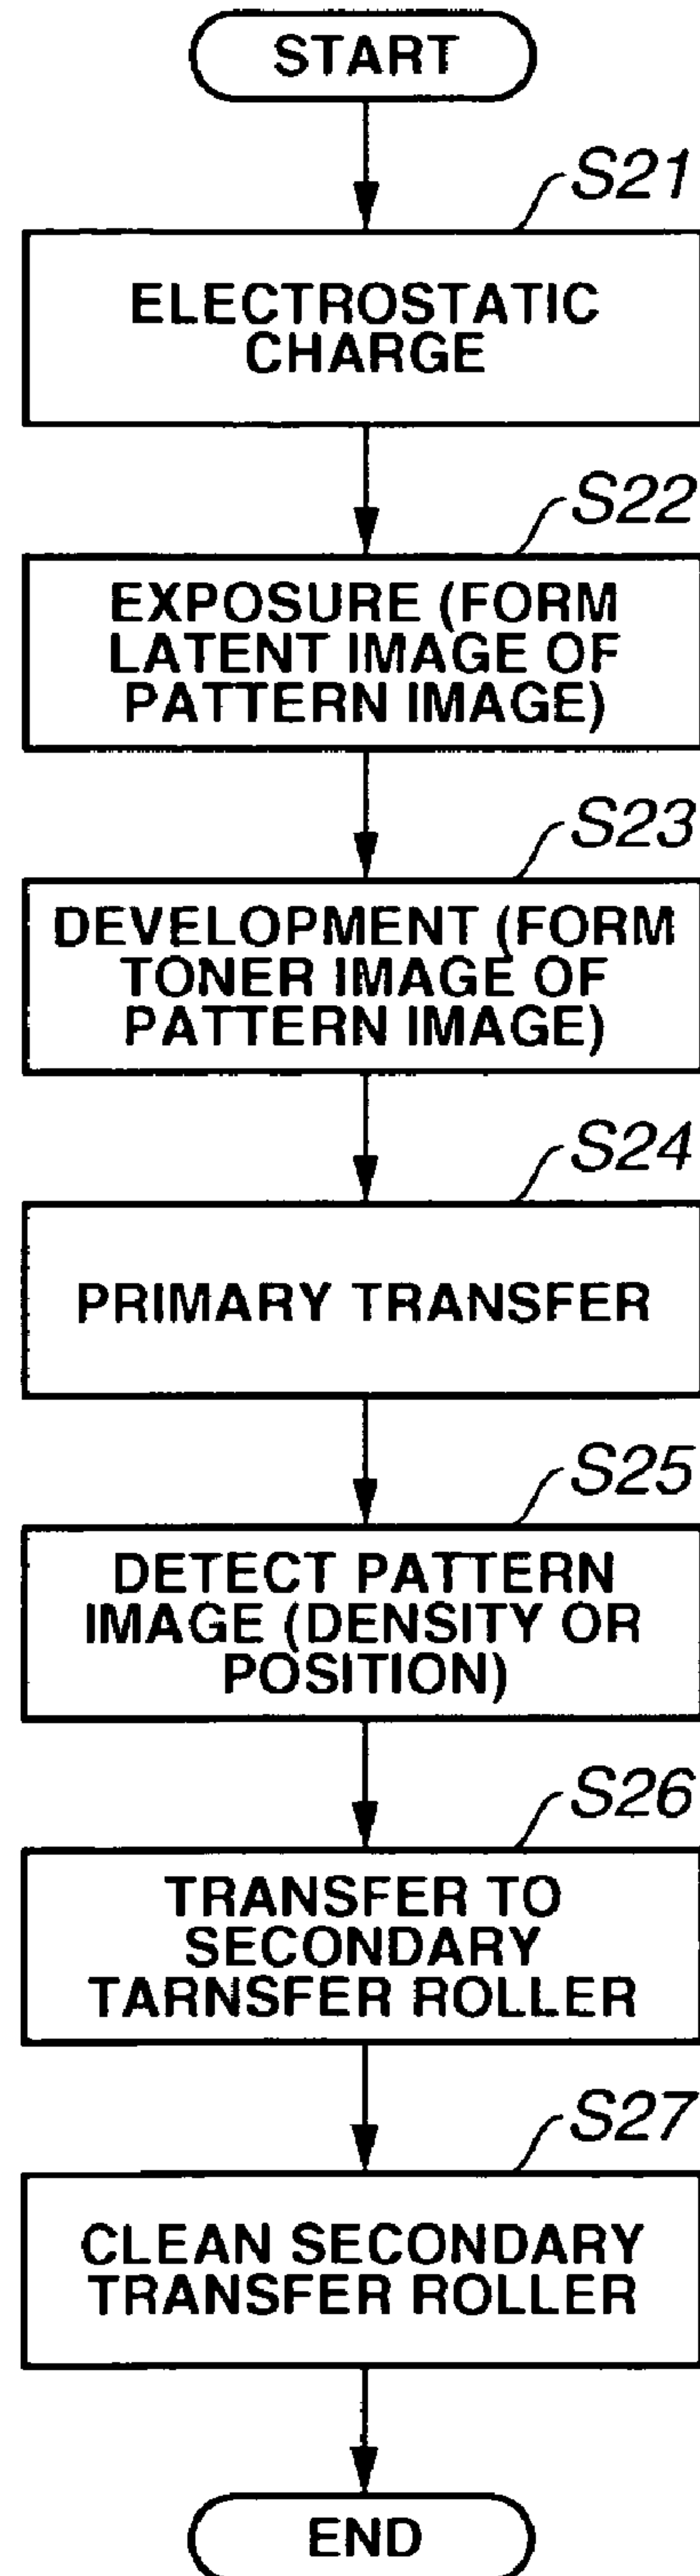 START
S21
ELECTROSTATIC
CHARGE
S22
EXPOSURE (FORM
LATENT IMAGE OF
PATTERN IMAGE)
S23
DEVELOPMENT (FORM
TONER IMAGE OF
PATTERN IMAGE)
S24
PRIMARY TRANSFER
S25
DETECT PATTERN
IMAGE (DENSITY OR
POSITION)
S26
TRANSFER TO
SECONDARY
TARNSFER ROLLER
S27
CLEAN SECONDARY
TRANSFER ROLLER
END